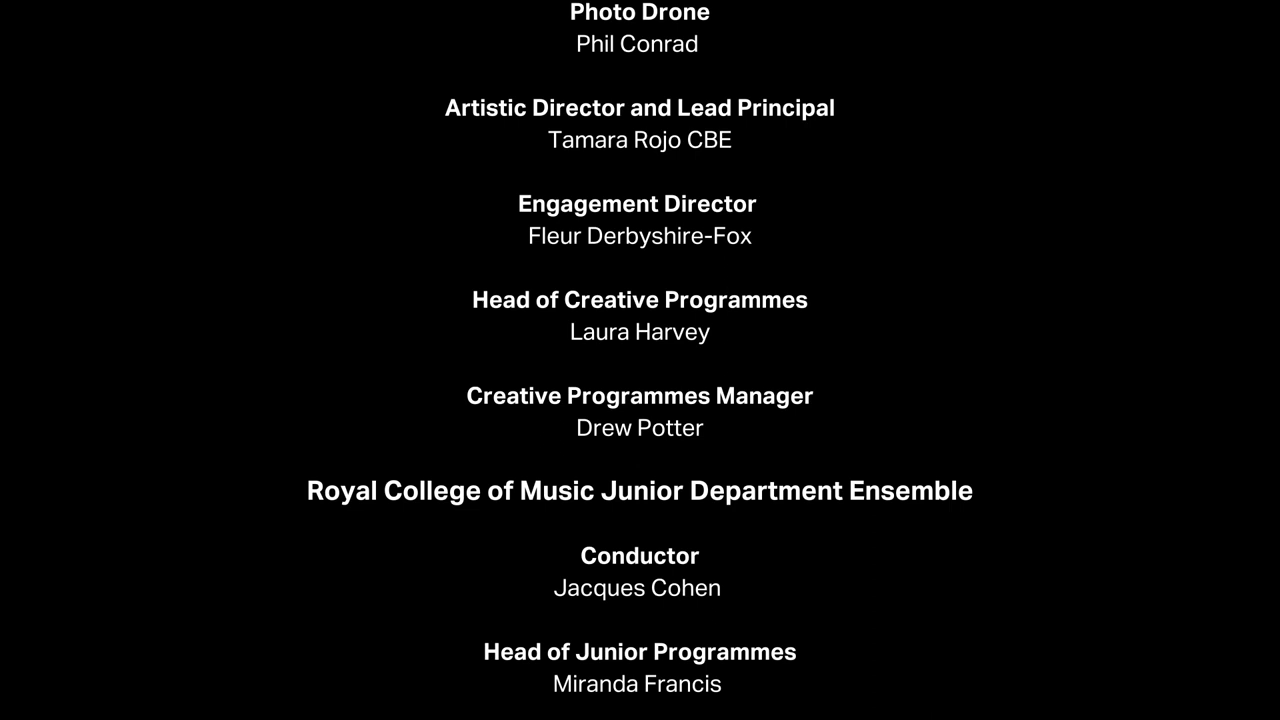 Photo Drone
Phil Conrad
Artistic Director and Lead Principal
Tamara Rojo CBE
Engagement Director
Fleur Derbyshire-Fox
Head of Creative Programmes
Laura Harvey
Creative Programmes Manager
Drew Potter
Royal College of Music Junior Department Ensemble
Conductor
Jacques Cohen
Head of Junior Programmes
Miranda Francis